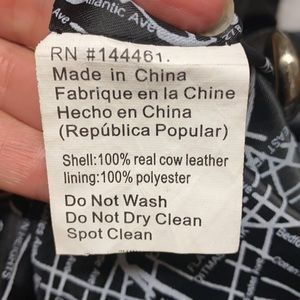 Atlantic Ave
RN #144461.
Made in China
Fabrique en la Chine
Hecho en China
(República Popular)
Shell:100% real cow leather
lining:100% polyester
Do Not Wash
Do Not Dry Clean
Spot Clean